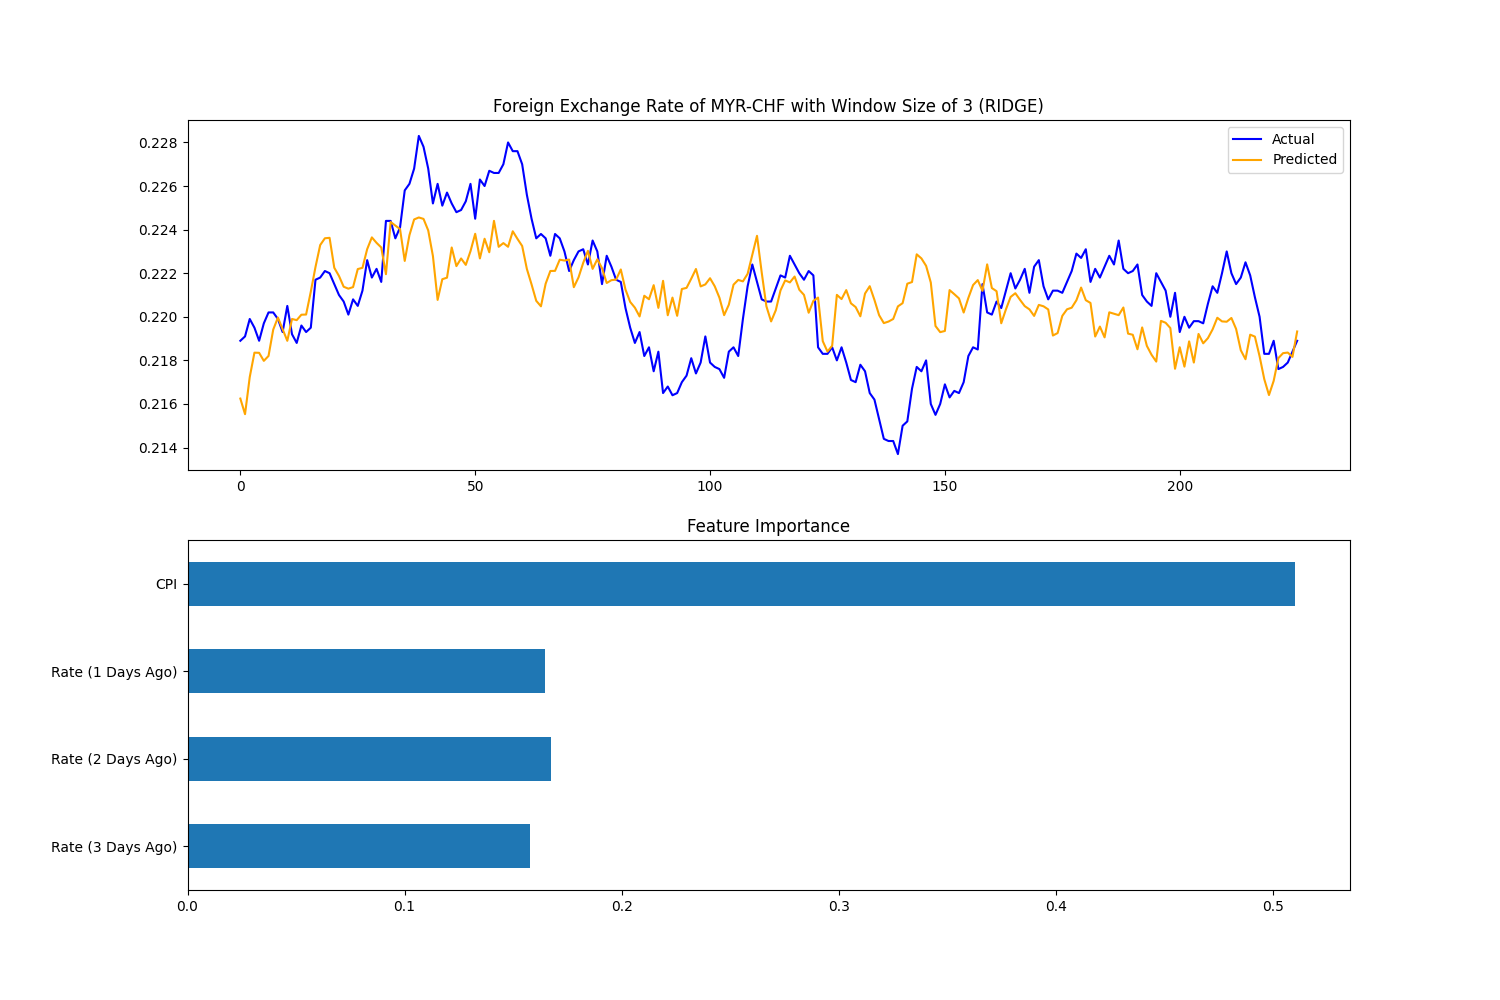 Foreign Exchange Rate of MYR-CHF with Window Size of 3 (RIDGE)
0.228
0.226
0.224
0.222
0.220
0.218
0.216
0.214
Actual
Predicted
0 50 100 150 200
Feature Importance
CPI
Rate (1 Days Ago)
Rate (2 Days Ago)
Rate (3 Days Ago)
0.0 0.1 0.2 0.3 0.4 0.5